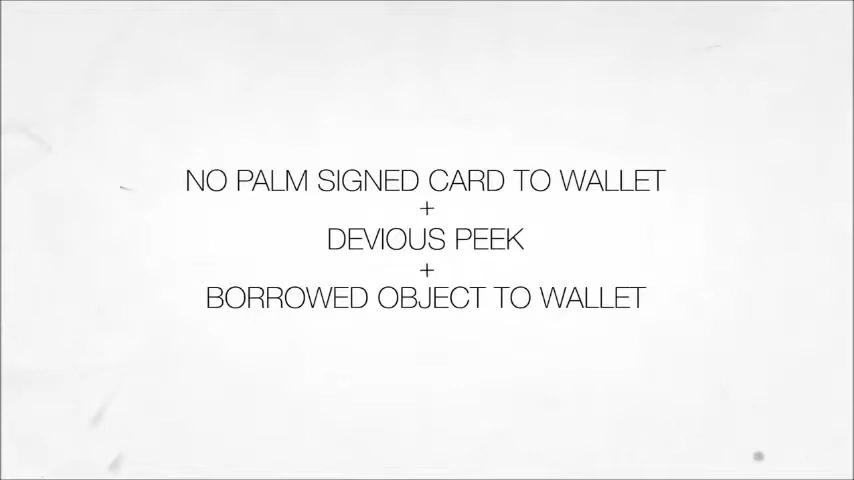 NO PALM SIGNED CARD TO WALLET
+
DEVIOUS PEEK
+
BORROWED OBJECT TO WALLET